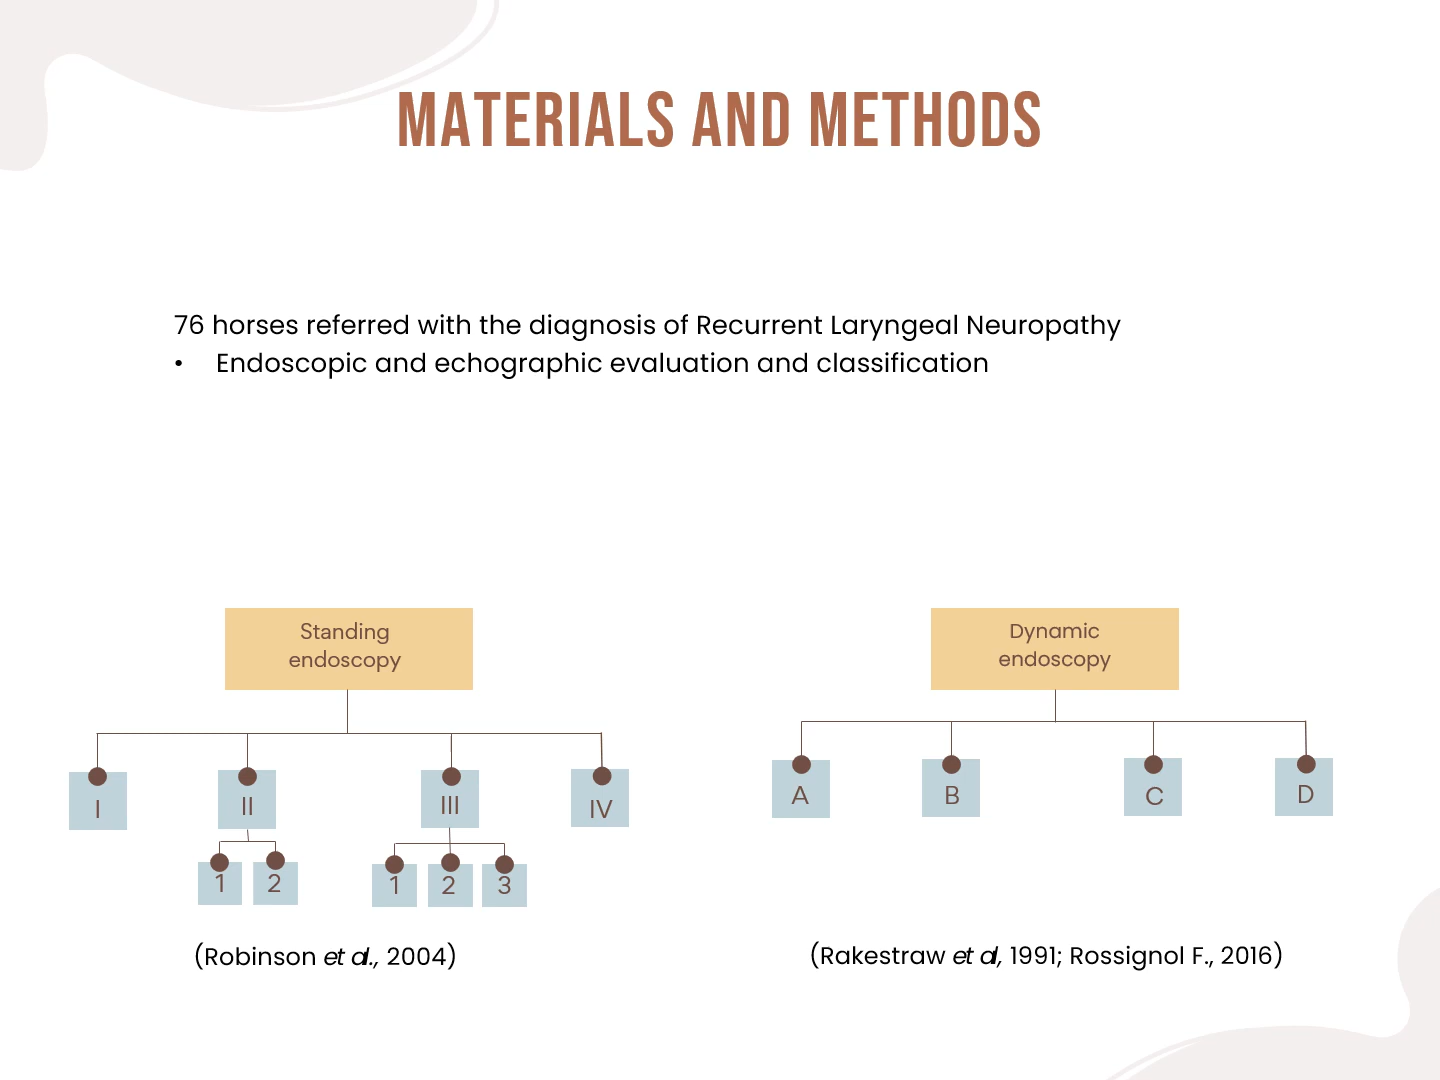 MATERIALS AND METHODS
76 horses referred with the diagnosis of Recurrent Laryngeal Neuropathy
• Endoscopic and echographic evaluation and classification
Standing
endoscopy
I II III IV
1 2 1 2 3
(Robinson et al., 2004)
Dynamic
endoscopy
A B C D
(Rakestraw et al, 1991; Rossignol F., 2016)